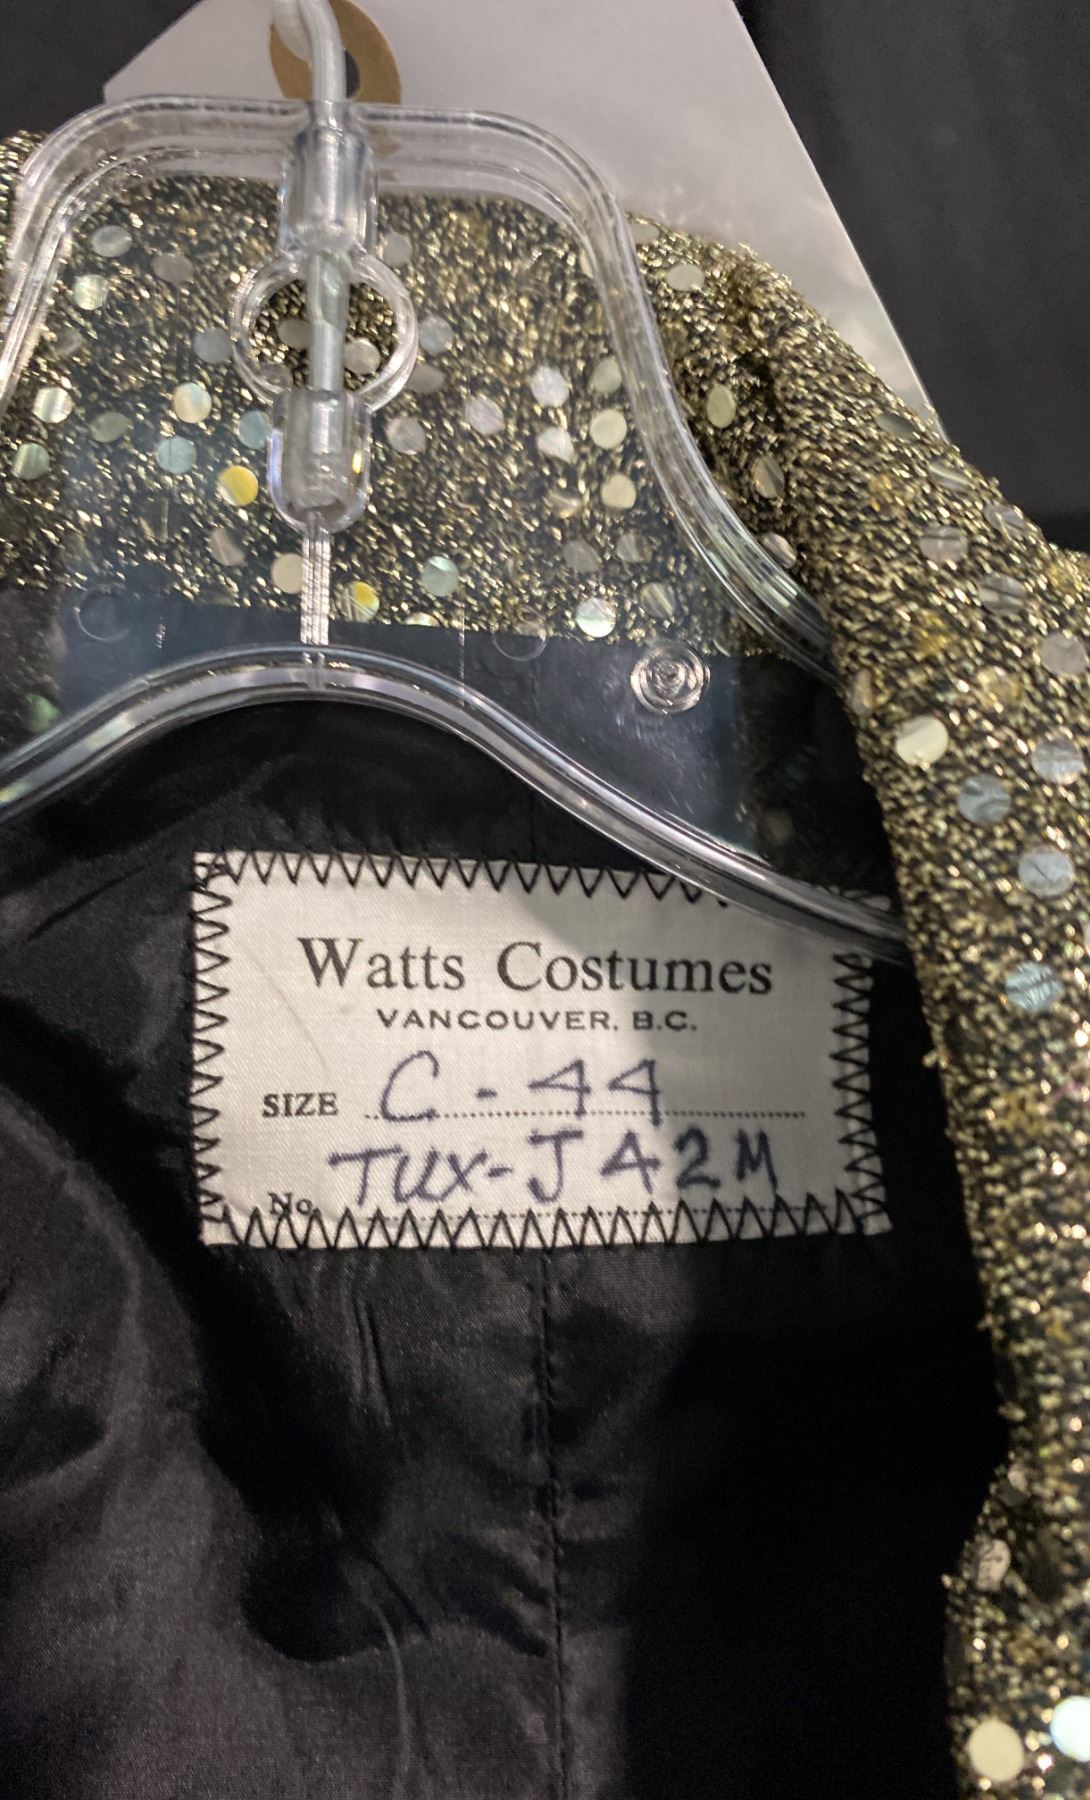 Watts Costumes
VANCOUVER, B.C.
SIZE C-44
No. TUX-J42M